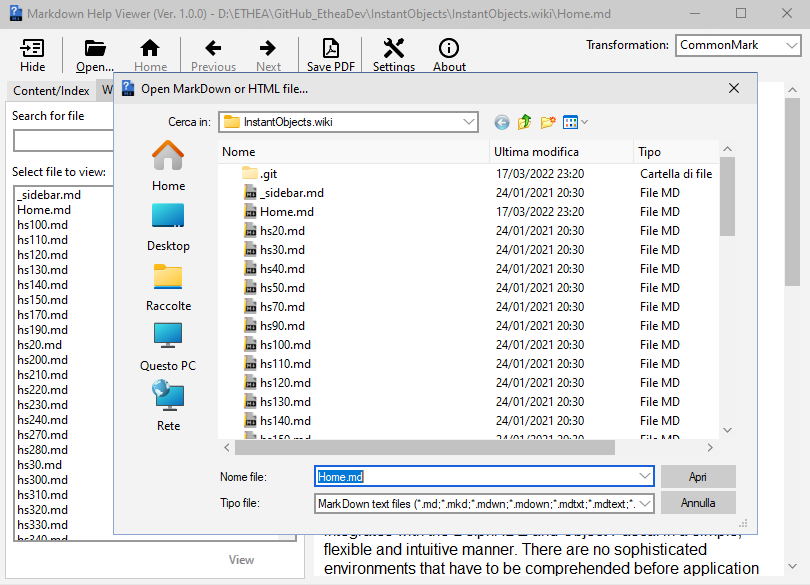 Markdown Help Viewer (Ver. 1.0.0) - D:\ETHEA\GitHub_EtheaDev\InstantObjects\InstantObjects.wiki\Home.md
Hide Open... Home Previous Next Save PDF Settings About
Transformation: CommonMark
Content/Index W
Search for file
Select file to view:
_sidebar.md
Home.md
hs100.md
hs110.md
hs120.md
hs130.md
hs140.md
hs150.md
hs170.md
hs190.md
hs20.md
hs200.md
hs210.md
hs220.md
hs230.md
hs240.md
hs270.md
hs280.md
hs30.md
hs300.md
hs310.md
hs320.md
hs330.md
hs340.md
View
Open MarkDown or HTML file...
Cerca in: InstantObjects.wiki
Home
Desktop
Raccolte
Questo PC
Rete
Nome Ultima modifica Tipo
.git 17/03/2022 23:20 Cartella di file
_sidebar.md 24/01/2021 20:30 File MD
Home.md 17/03/2022 23:20 File MD
hs20.md 24/01/2021 20:30 File MD
hs30.md 24/01/2021 20:30 File MD
hs40.md 24/01/2021 20:30 File MD
hs50.md 24/01/2021 20:30 File MD
hs70.md 24/01/2021 20:30 File MD
hs90.md 24/01/2021 20:30 File MD
hs100.md 24/01/2021 20:30 File MD
hs110.md 24/01/2021 20:30 File MD
hs120.md 24/01/2021 20:30 File MD
hs130.md 24/01/2021 20:30 File MD
hs140.md 24/01/2021 20:30 File MD
hs150.md 24/01/2021 20:30 File MD
Nome file: Home.md Apri
Tipo file: MarkDown text files (*.md;*.mkd;*.mdwn;*.mdown;*.mdtxt;*.mdtext;*. Annulla
flexible and intuitive manner. There are no sophisticated
environments that have to be comprehended before application